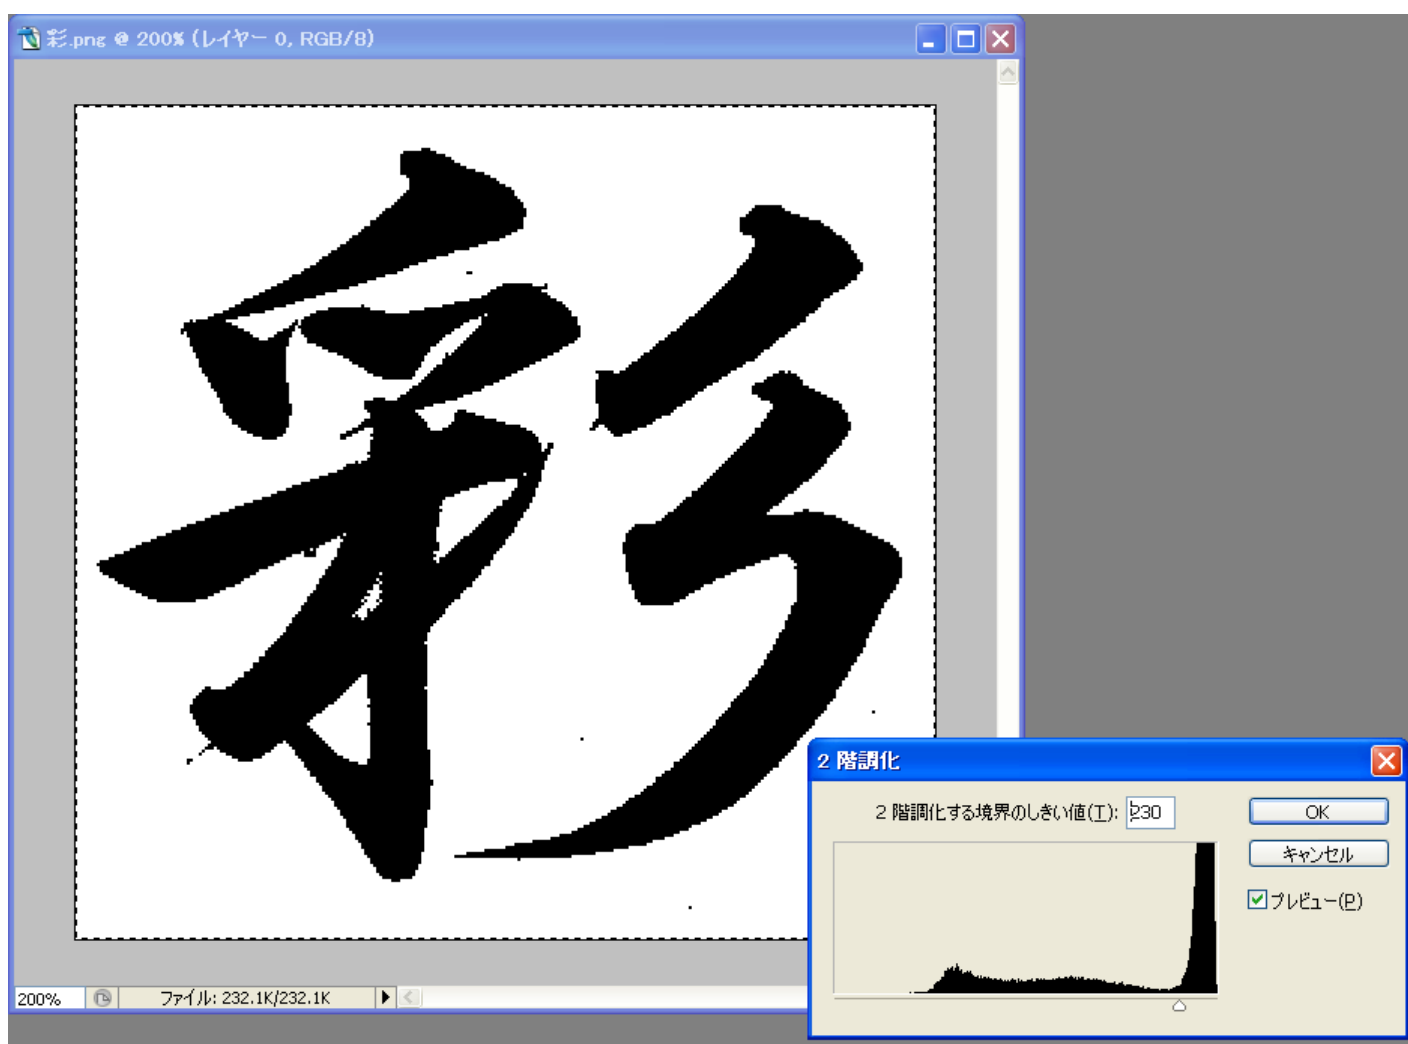 彩.png @ 200% (レイヤー 0, RGB/8)
彩
2 階調化
2 階調化する境界のしきい値(T): 230
OK
キャンセル
プレビュー(P)
200%
ファイル: 232.1K/232.1K